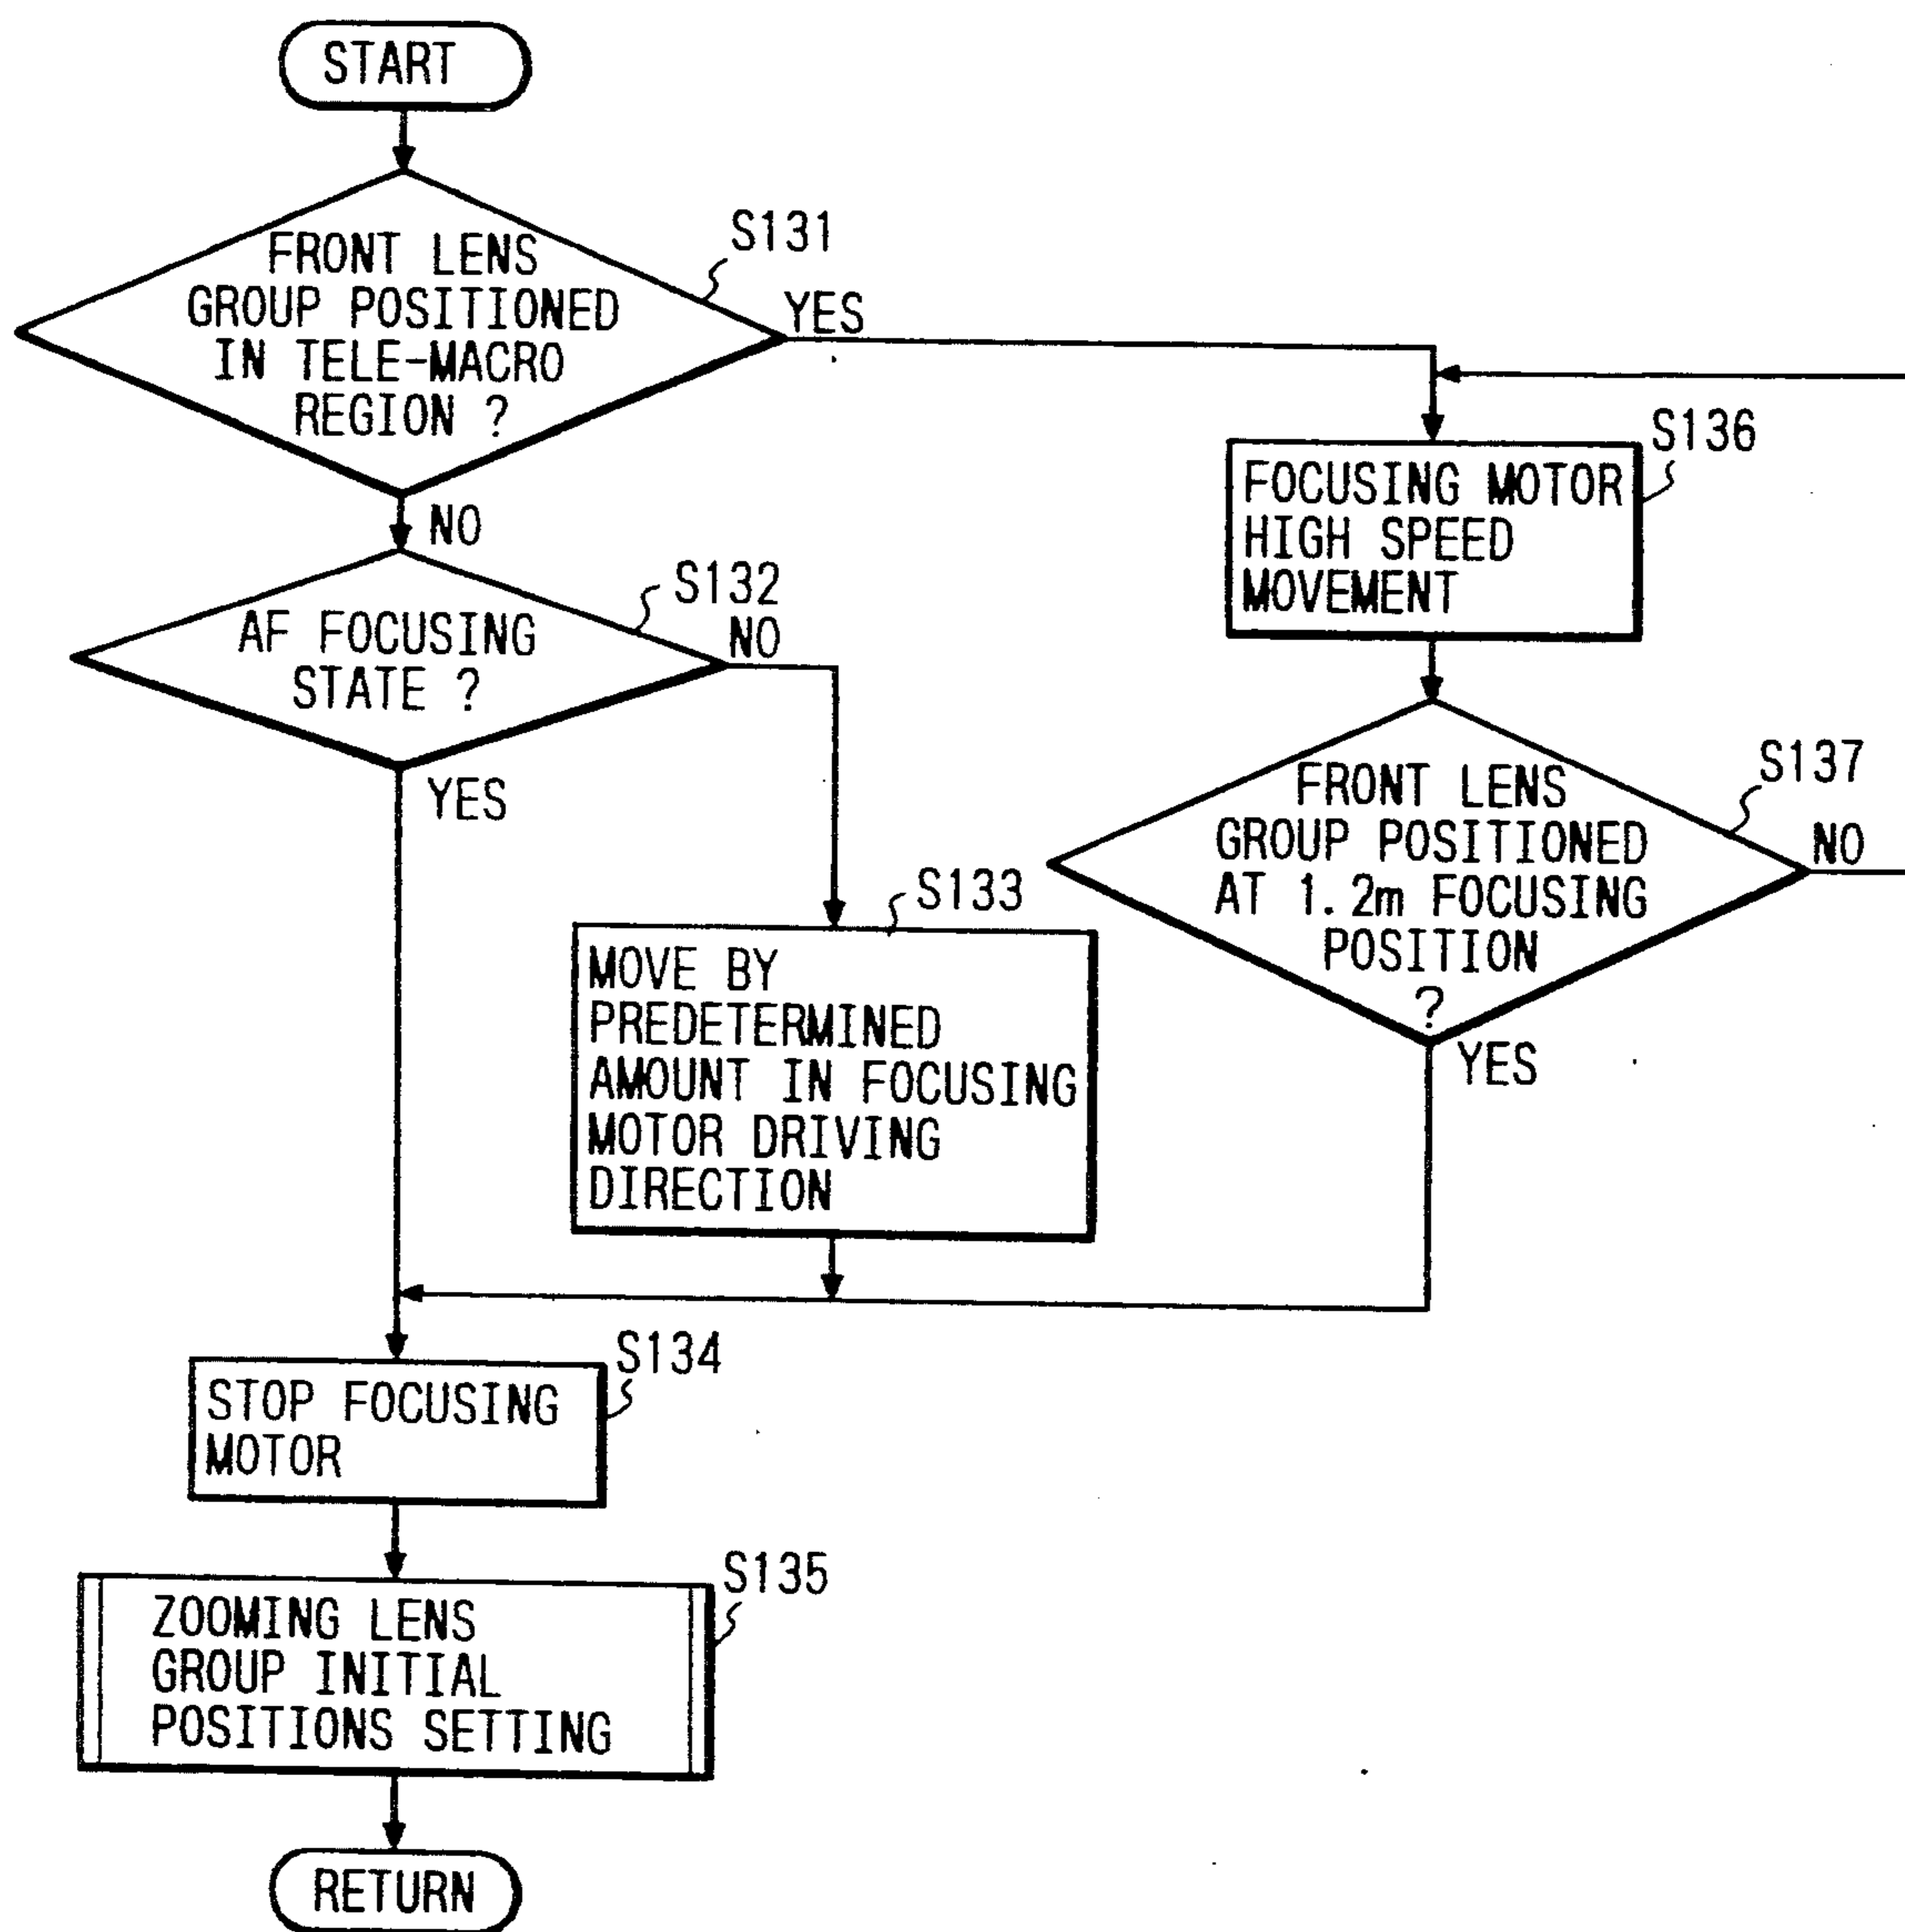 START
S131
FRONT LENS
GROUP POSITIONED
IN TELE-MACRO
REGION ?
YES
NO
S132
AF FOCUSING
STATE ?
NO
YES
S133
MOVE BY
PREDETERMINED
AMOUNT IN FOCUSING
MOTOR DRIVING
DIRECTION
S136
FOCUSING MOTOR
HIGH SPEED
MOVEMENT
S137
FRONT LENS
GROUP POSITIONED
AT 1.2m FOCUSING
POSITION
?
NO
YES
S134
STOP FOCUSING
MOTOR
S135
ZOOMING LENS
GROUP INITIAL
POSITIONS SETTING
RETURN